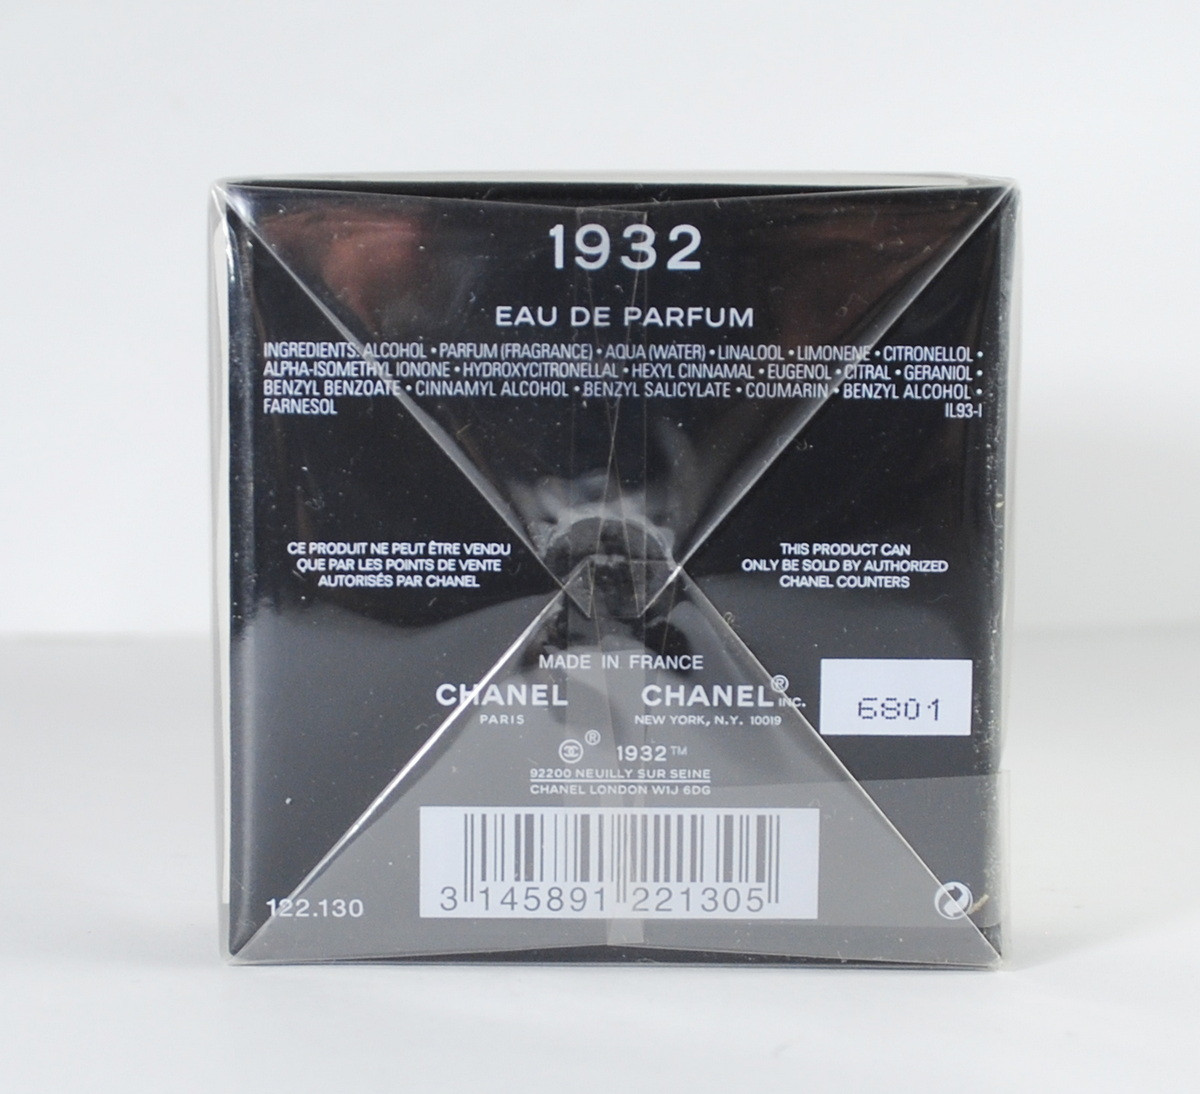 1932
EAU DE PARFUM
INGREDIENTS: ALCOHOL • PARFUM (FRAGRANCE) • AQUA (WATER) • LINALOOL • LIMONENE • CITRONELLOL •
ALPHA-ISOMETHYL IONONE • HYDROXYCITRONELLAL • HEXYL CINNAMAL • EUGENOL • CITRAL • GERANIOL •
BENZYL BENZOATE • CINNAMYL ALCOHOL • BENZYL SALICYLATE • COUMARIN • BENZYL ALCOHOL •
FARNESOL IL93-I
CE PRODUIT NE PEUT ÊTRE VENDU
QUE PAR LES POINTS DE VENTE
AUTORISÉS PAR CHANEL
THIS PRODUCT CAN
ONLY BE SOLD BY AUTHORIZED
CHANEL COUNTERS
MADE IN FRANCE
CHANEL CHANEL® INC.
PARIS NEW YORK, N.Y. 10019
6801
® 1932™
92200 NEUILLY SUR SEINE
CHANEL LONDON W1J 6DG
3 145891 221305
122.130